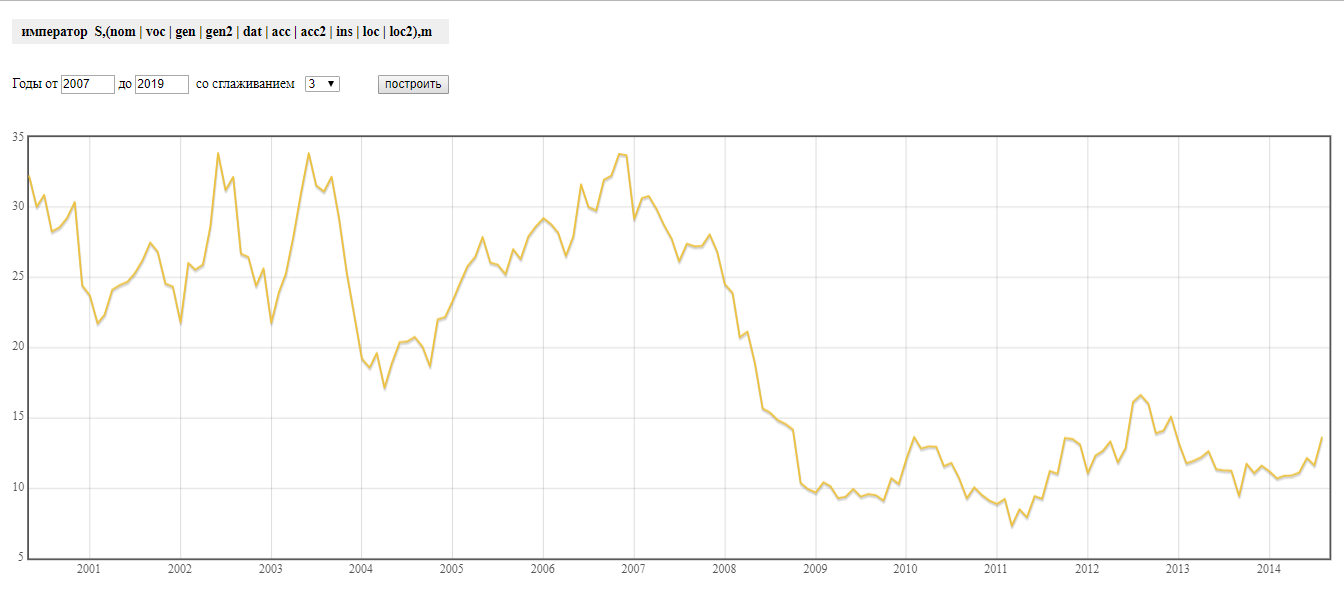 император S,(nom | voc | gen | gen2 | dat | acc | acc2 | ins | loc | loc2),m
Годы от 2007 до 2019 со сглаживанием 3 построить
35
30
25
20
15
10
5
2001 2002 2003 2004 2005 2006 2007 2008 2009 2010 2011 2012 2013 2014